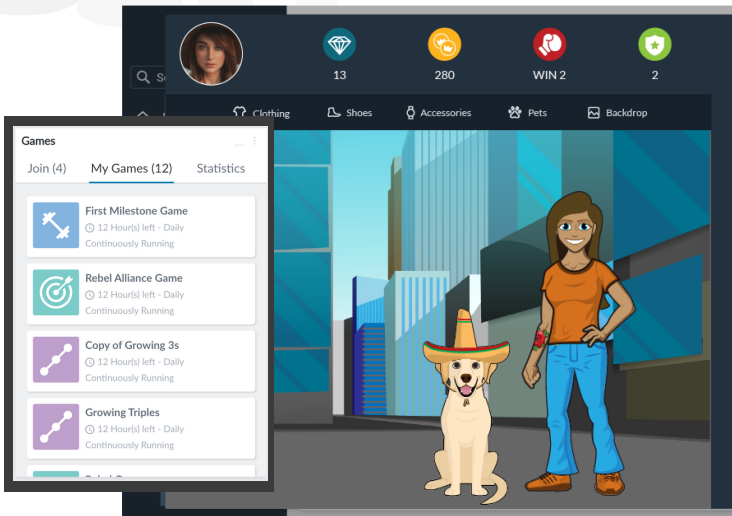 13
280
WIN 2
2
Clothing
Shoes
Accessories
Pets
Backdrop
Games
Join (4)
My Games (12)
Statistics
First Milestone Game
12 Hour(s) left - Daily
Continuously Running
Rebel Alliance Game
12 Hour(s) left - Daily
Continuously Running
Copy of Growing 3s
12 Hour(s) left - Daily
Continuously Running
Growing Triples
12 Hour(s) left - Daily
Continuously Running